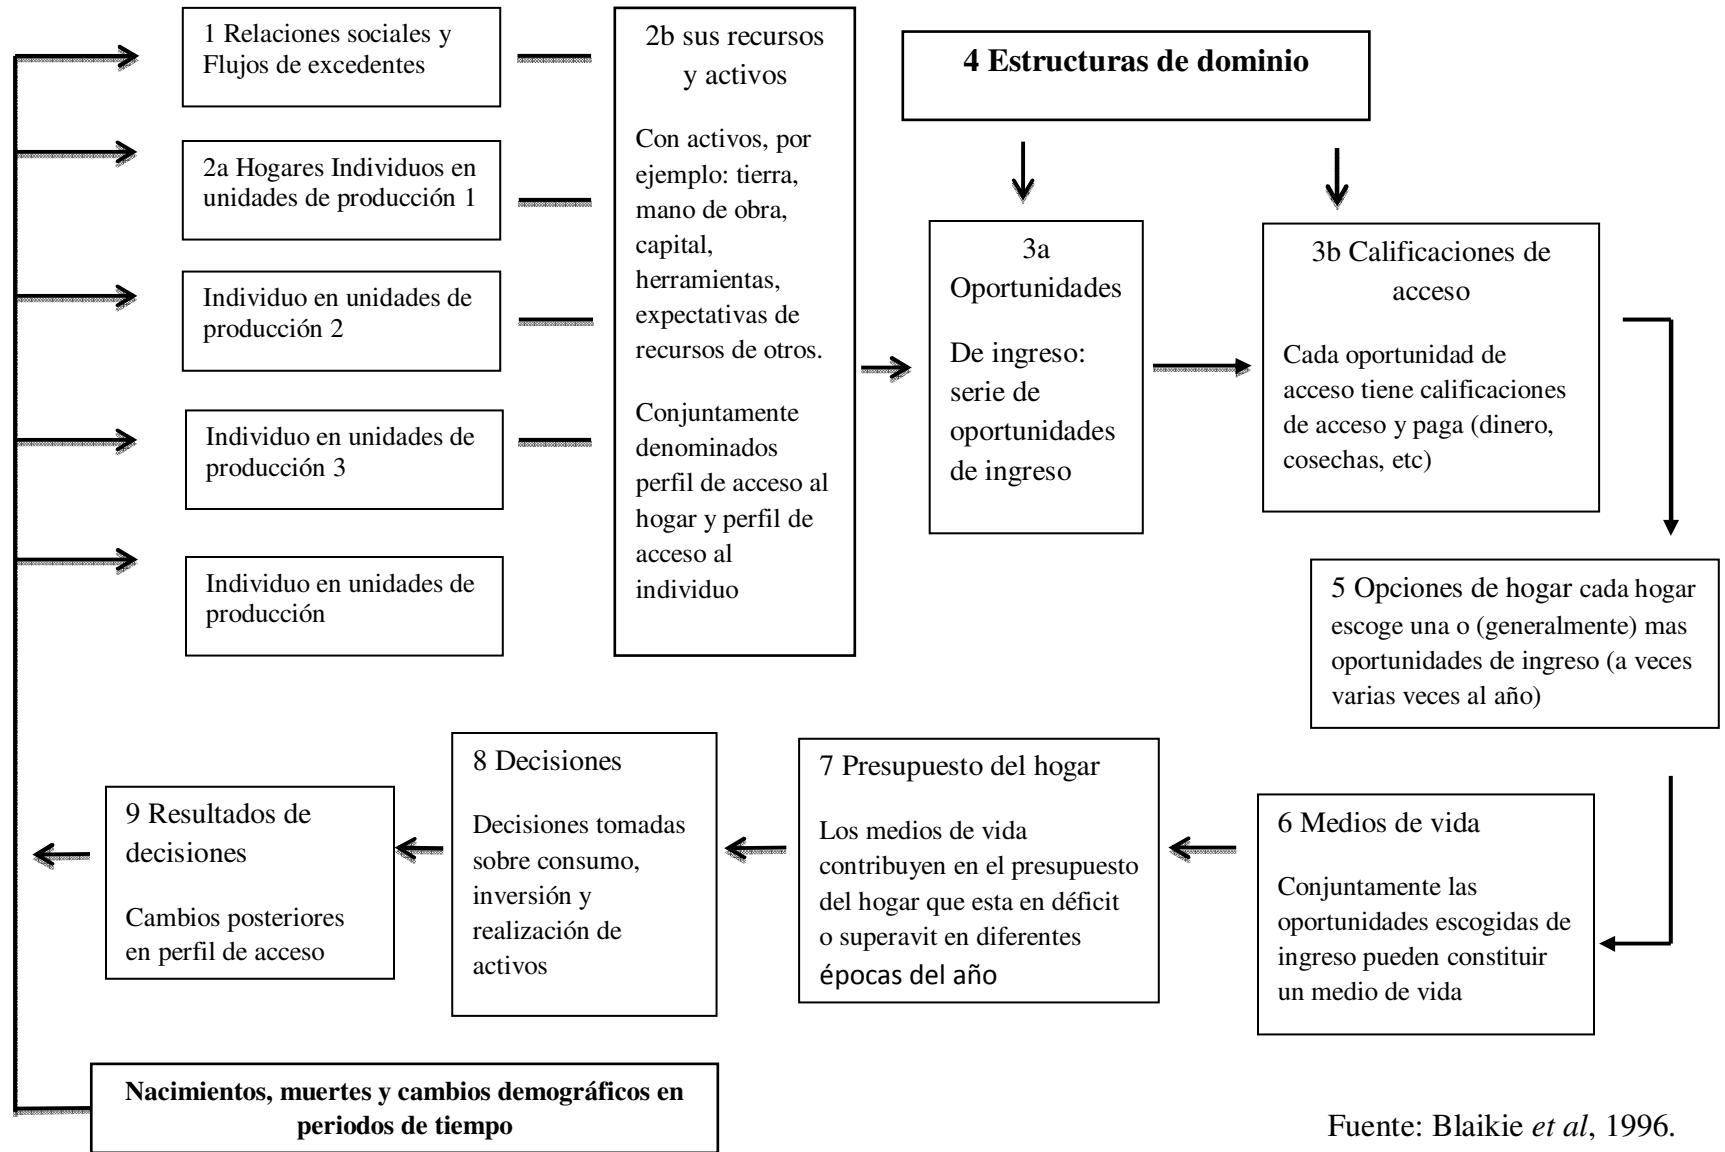 1 Relaciones sociales y
Flujos de excedentes
2a Hogares Individuos en
unidades de producción 1
Individuo en unidades de
producción 2
Individuo en unidades de
producción 3
Individuo en unidades de
producción
2b sus recursos
y activos
Con activos, por
ejemplo: tierra,
mano de obra,
capital,
herramientas,
expectativas de
recursos de otros.
Conjuntamente
denominados
perfil de acceso al
hogar y perfil de
acceso al
individuo
4 Estructuras de dominio
3a
Oportunidades
De ingreso:
serie de
oportunidades
de ingreso
3b Calificaciones de
acceso
Cada oportunidad de
acceso tiene calificaciones
de acceso y paga (dinero,
cosechas, etc)
5 Opciones de hogar cada hogar
escoge una o (generalmente) mas
oportunidades de ingreso (a veces
varias veces al año)
6 Medios de vida
Conjuntamente las
oportunidades escogidas de
ingreso pueden constituir
un medio de vida
7 Presupuesto del hogar
Los medios de vida
contribuyen en el presupuesto
del hogar que esta en déficit
o superavit en diferentes
épocas del año
8 Decisiones
Decisiones tomadas
sobre consumo,
inversión y
realización de
activos
9 Resultados de
decisiones
Cambios posteriores
en perfil de acceso
Nacimientos, muertes y cambios demográficos en
periodos de tiempo
Fuente: Blaikie et al, 1996.